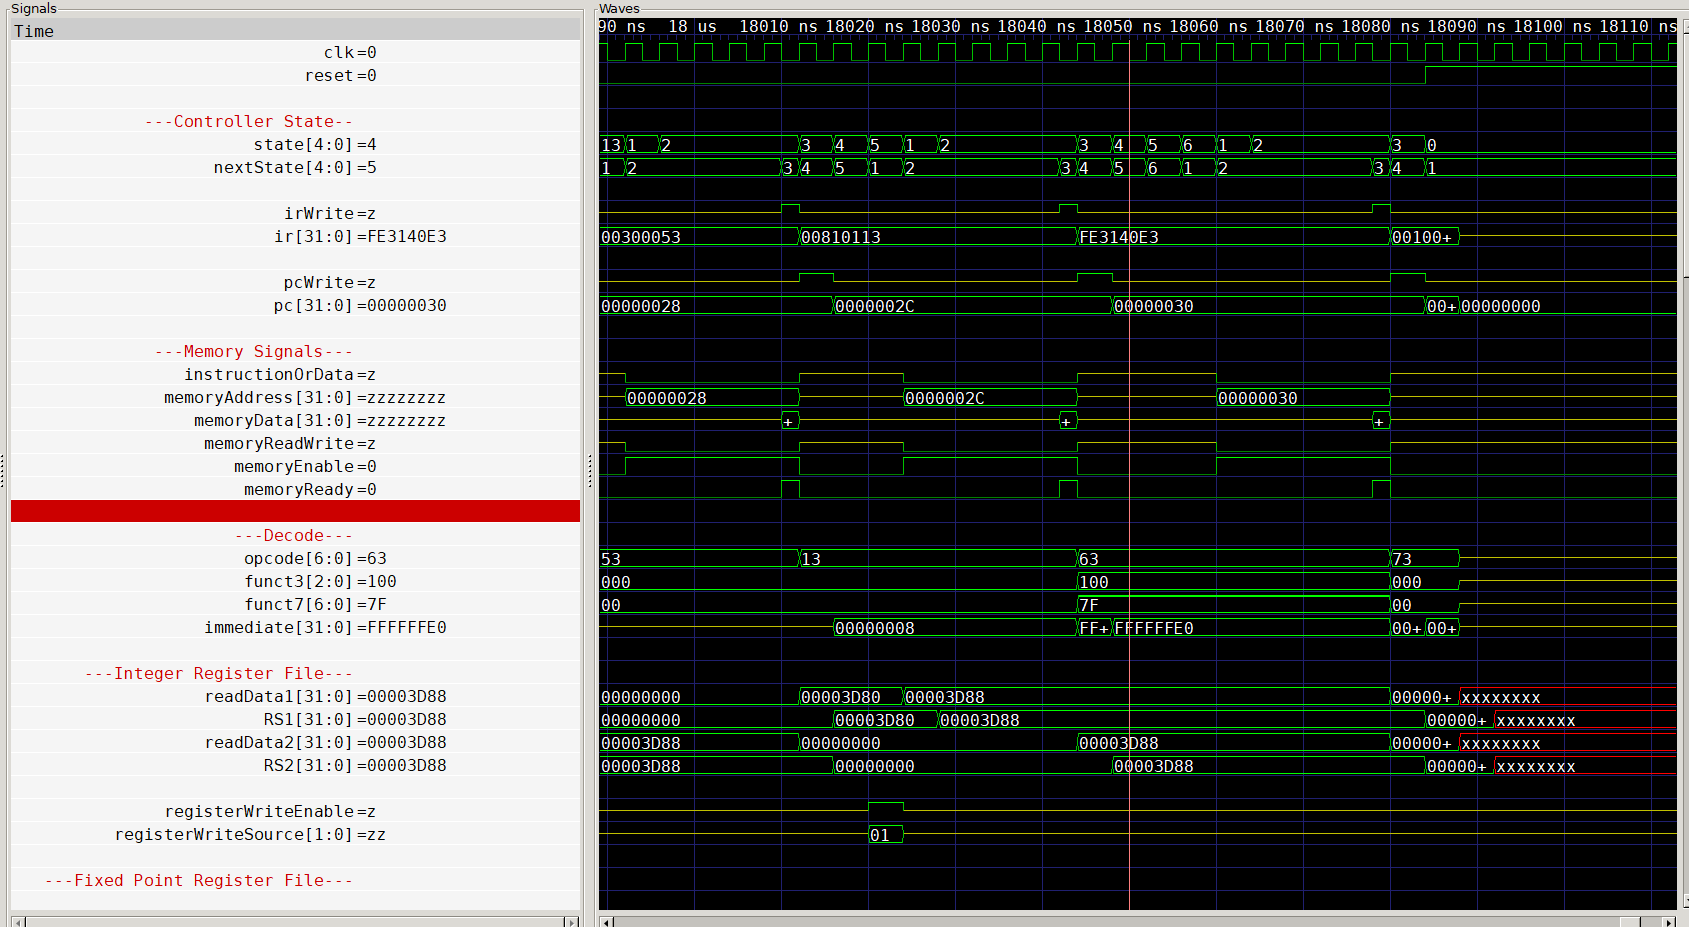 Signals
Waves
Time
90 ns 18 us 18010 ns 18020 ns 18030 ns 18040 ns 18050 ns 18060 ns 18070 ns 18080 ns 18090 ns 18100 ns 18110 ns
clk=0
reset=0
---Controller State--
state[4:0]=4 13 1 2 3 4 5 1 2 3 4 5 6 1 2 3 0
nextState[4:0]=5 1 2 3 4 5 1 2 3 4 5 6 1 2 3 4 1
irWrite=z
ir[31:0]=FE3140E3 00300053 00810113 FE3140E3 00100+
pcWrite=z
pc[31:0]=00000030 00000028 0000002C 00000030 00+ 00000000
---Memory Signals---
instructionOrData=z
memoryAddress[31:0]=zzzzzzzz 00000028 0000002C 00000030
memoryData[31:0]=zzzzzzzz + + +
memoryReadWrite=z
memoryEnable=0
memoryReady=0
---Decode---
opcode[6:0]=63 53 13 63 73
funct3[2:0]=100 000 100 000
funct7[6:0]=7F 00 7F 00
immediate[31:0]=FFFFFFE0 00000008 FF+ FFFFFFE0 00+ 00+
---Integer Register File---
readData1[31:0]=00003D88 00000000 00003D80 00003D88 00000+ xxxxxxxx
RS1[31:0]=00003D88 00000000 00003D80 00003D88 00000+ xxxxxxxx
readData2[31:0]=00003D88 00003D88 00000000 00003D88 00000+ xxxxxxxx
RS2[31:0]=00003D88 00003D88 00000000 00003D88 00000+ xxxxxxxx
registerWriteEnable=z
registerWriteSource[1:0]=zz 01
---Fixed Point Register File---